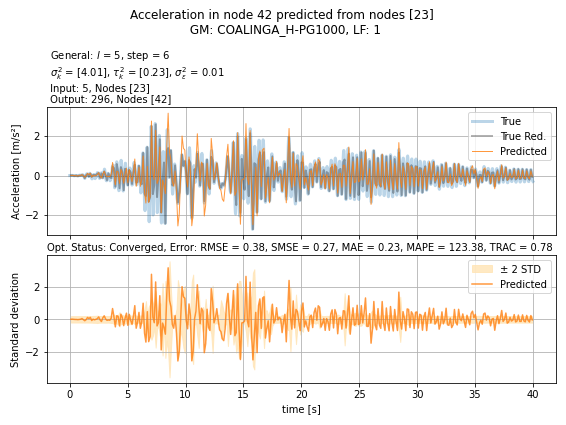 Acceleration in node 42 predicted from nodes [23]
GM: COALINGA_H-PG1000, LF: 1
General: l = 5, step = 6
σ²ₖ = [4.01], τ²ₖ = [0.23], σ²ε = 0.01
Input: 5, Nodes [23]
Output: 296, Nodes [42]
Acceleration [m/s²]
2
0
−2
True
True Red.
Predicted
Opt. Status: Converged, Error: RMSE = 0.38, SMSE = 0.27, MAE = 0.23, MAPE = 123.38, TRAC = 0.78
Standard deviation
2
0
−2
± 2 STD
Predicted
0 5 10 15 20 25 30 35 40
time [s]